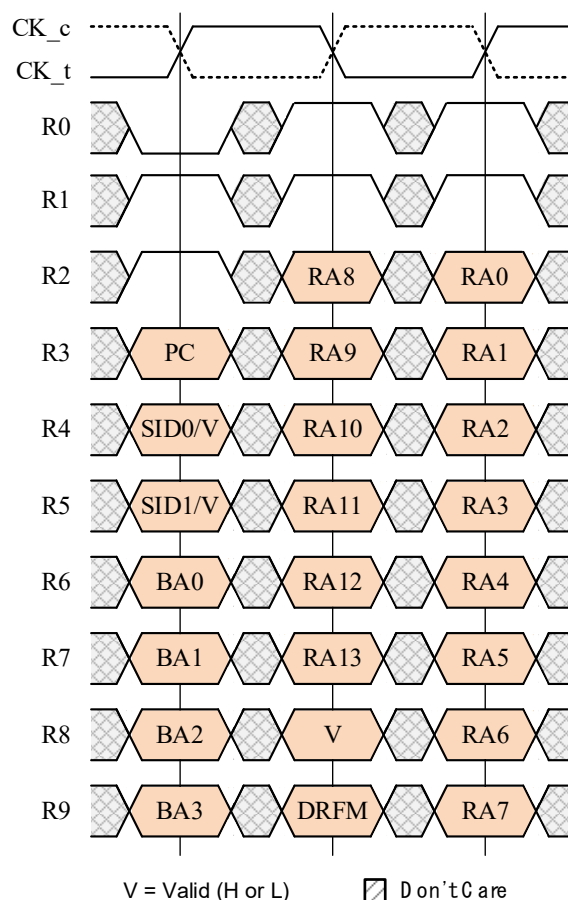 CK_c
CK_t
R0
R1
R2 RA8 RA0
R3 PC RA9 RA1
R4 SID0/V RA10 RA2
R5 SID1/V RA11 RA3
R6 BA0 RA12 RA4
R7 BA1 RA13 RA5
R8 BA2 V RA6
R9 BA3 DRFM RA7
V = Valid (H or L) Don'tCare